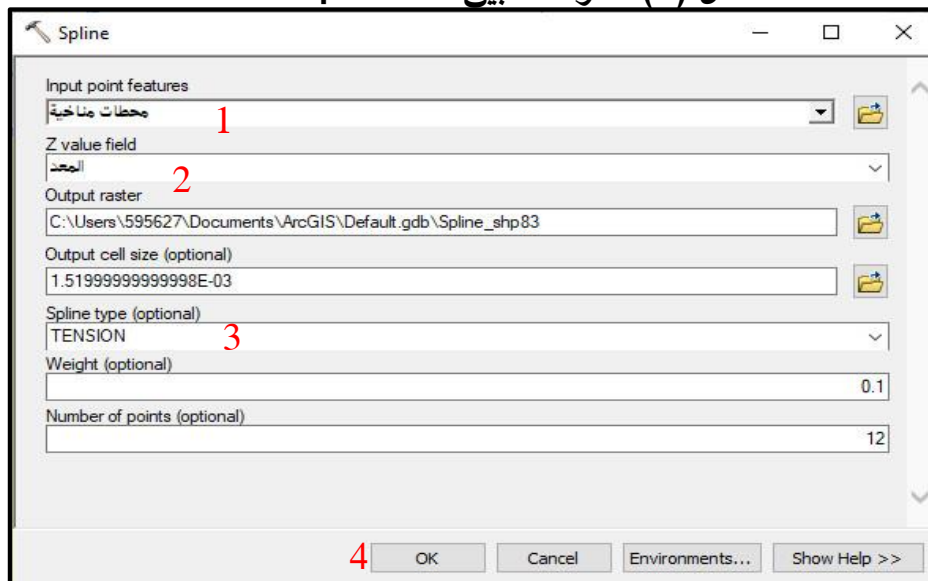 Spline
Input point features
محطات مناخية
1
Z value field
المعد
2
Output raster
C:\Users\595627\Documents\ArcGIS\Default.gdb\Spline_shp83
Output cell size (optional)
1.51999999999998E-03
Spline type (optional)
TENSION
3
Weight (optional)
0.1
Number of points (optional)
12
4
OK
Cancel
Environments...
Show Help >>